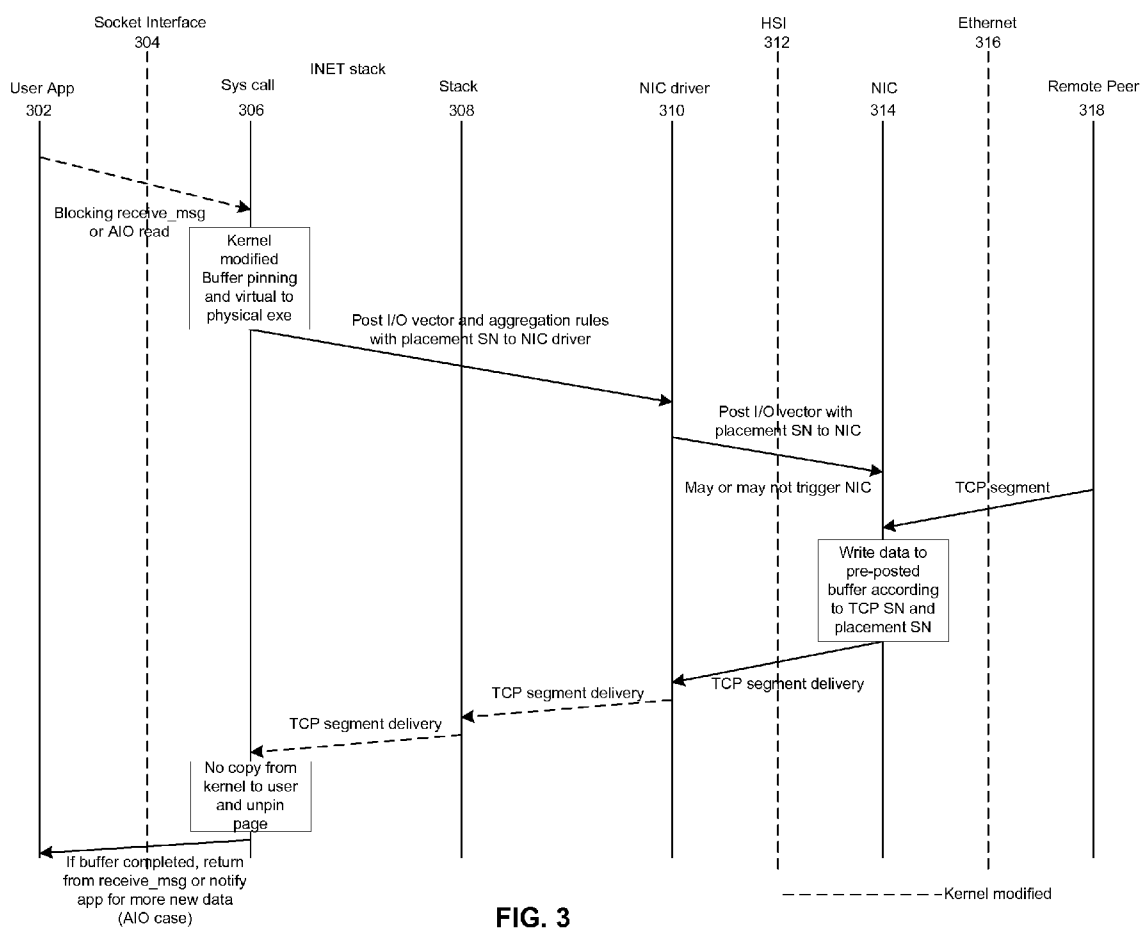 Socket Interface
304
HSI
312
Ethernet
316
INET stack
User App
302
Sys call
306
Stack
308
NIC driver
310
NIC
314
Remote Peer
318
Blocking receive_msg
or AIO read
Kernel
modified
Buffer pinning
and virtual to
physical exe
Post I/O vector and aggregation rules
with placement SN to NIC driver
Post I/O vector with
placement SN to NIC
May or may not trigger NIC
TCP segment
Write data to
pre-posted
buffer according
to TCP SN and
placement SN
TCP segment delivery
TCP segment delivery
TCP segment delivery
No copy from
kernel to user
and unpin
page
If buffer completed, return
from receive_msg or notify
app for more new data
(AIO case)
Kernel modified
FIG. 3